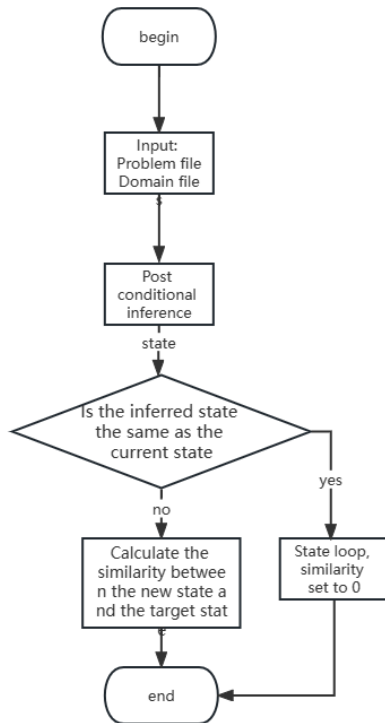 begin
Input:
Problem file
Domain file
s
Post
conditional
inference
state
Is the inferred state
the same as the
current state
no
yes
Calculate the
similarity betwee
n the new state a
nd the target stat
e
State loop,
similarity
set to 0
end